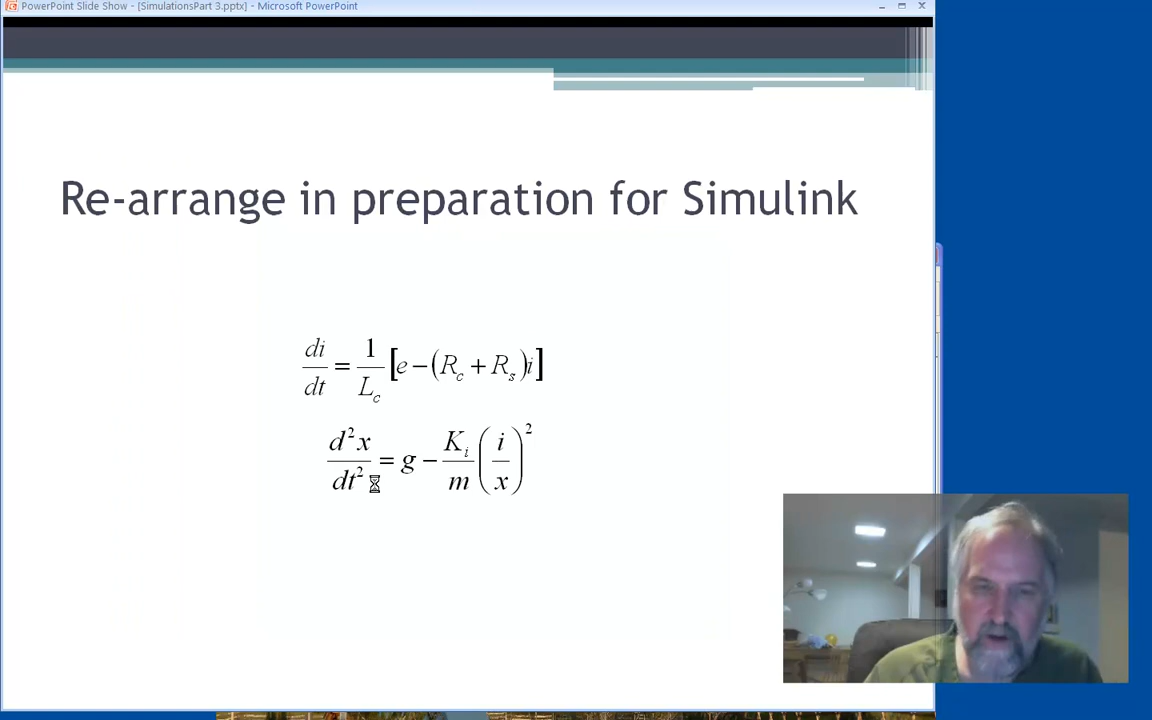 PowerPoint Slide Show - [SimulationsPart 3.pptx] - Microsoft PowerPoint
Re-arrange in preparation for Simulink
di/dt = 1/L_c [e − (R_c + R_s)i]
d²x/dt² = g − K_i/m (i/x)²